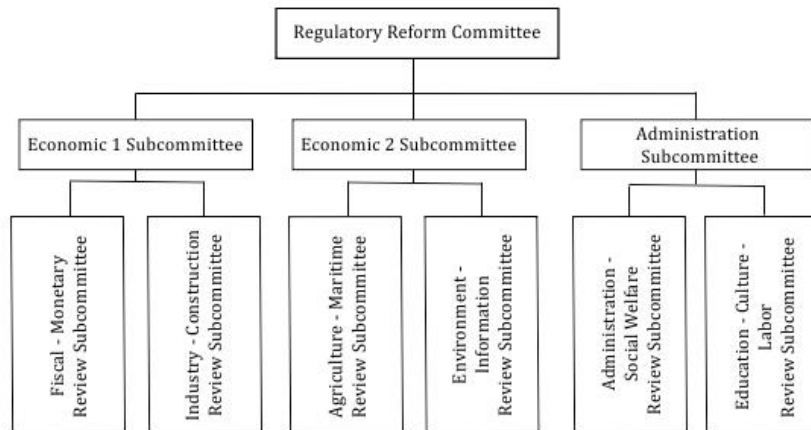 Regulatory Reform Committee
Economic 1 Subcommittee
Economic 2 Subcommittee
Administration
Subcommittee
Fiscal - Monetary
Review Subcommittee
Industry - Construction
Review Subcommittee
Agriculture - Maritime
Review Subcommittee
Environment -
Information
Review Subcommittee
Administration -
Social Welfare
Review Subcommittee
Education - Culture -
Labor
Review Subcommittee